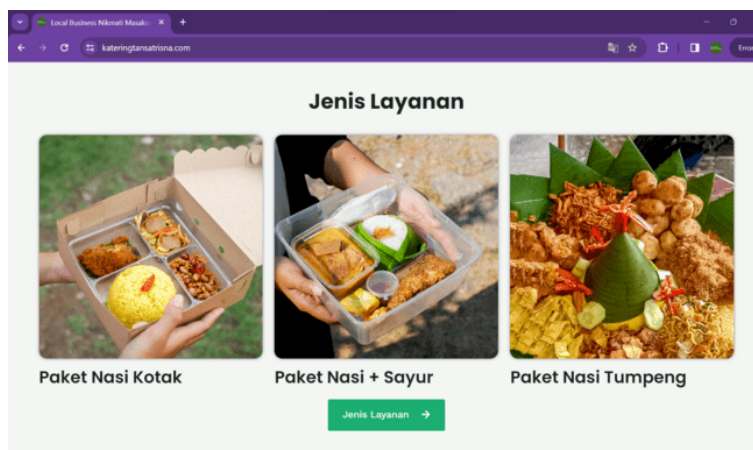 Local Business Nikmati Masak
kateringtansatrisna.com
Error
Jenis Layanan
Paket Nasi Kotak
Paket Nasi + Sayur
Paket Nasi Tumpeng
Jenis Layanan